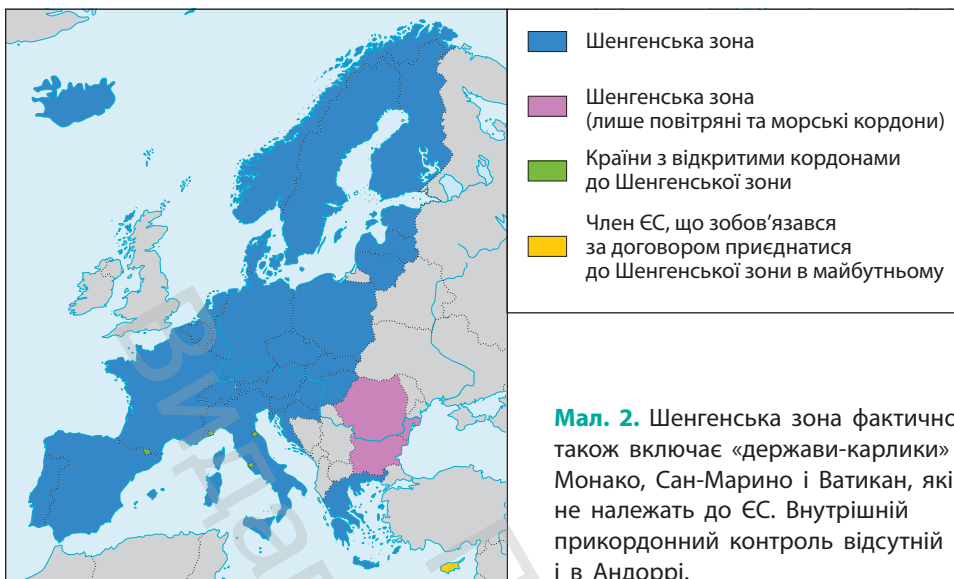 Шенгенська зона
Шенгенська зона
(лише повітряні та морські кордони)
Країни з відкритими кордонами
до Шенгенської зони
Член ЄС, що зобов’язався
за договором приєднатися
до Шенгенської зони в майбутньому
Мал. 2. Шенгенська зона фактично
також включає «держави-карлики»
Монако, Сан-Марино і Ватикан, які
не належать до ЄС. Внутрішній
прикордонний контроль відсутній
і в Андоррі.